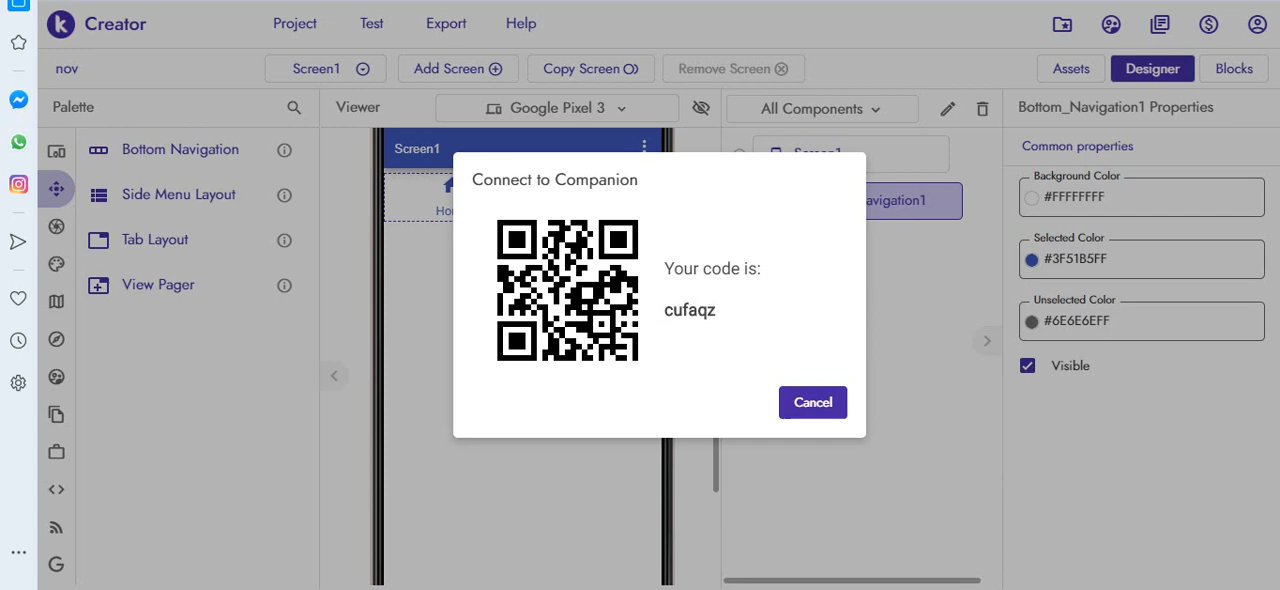 Creator
Project
Test
Export
Help
nov
Screen1
Add Screen
Copy Screen
Remove Screen
Assets
Designer
Blocks
Palette
Viewer
Google Pixel 3
All Components
Bottom_Navigation1 Properties
Bottom Navigation
Side Menu Layout
Tab Layout
View Pager
Screen1
Connect to Companion
Your code is:
cufaqz
Cancel
Common properties
Background Color
#FFFFFFFF
Selected Color
#3F51B5FF
Unselected Color
#6E6E6EFF
Visible